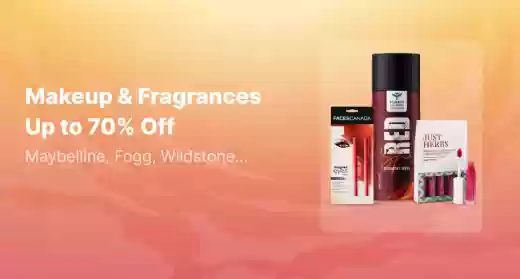 Makeup & Fragrances
Up to 70% Off
Maybelline, Fogg, Wildstone...
FACESCANADA
RED
JUST
HERBS